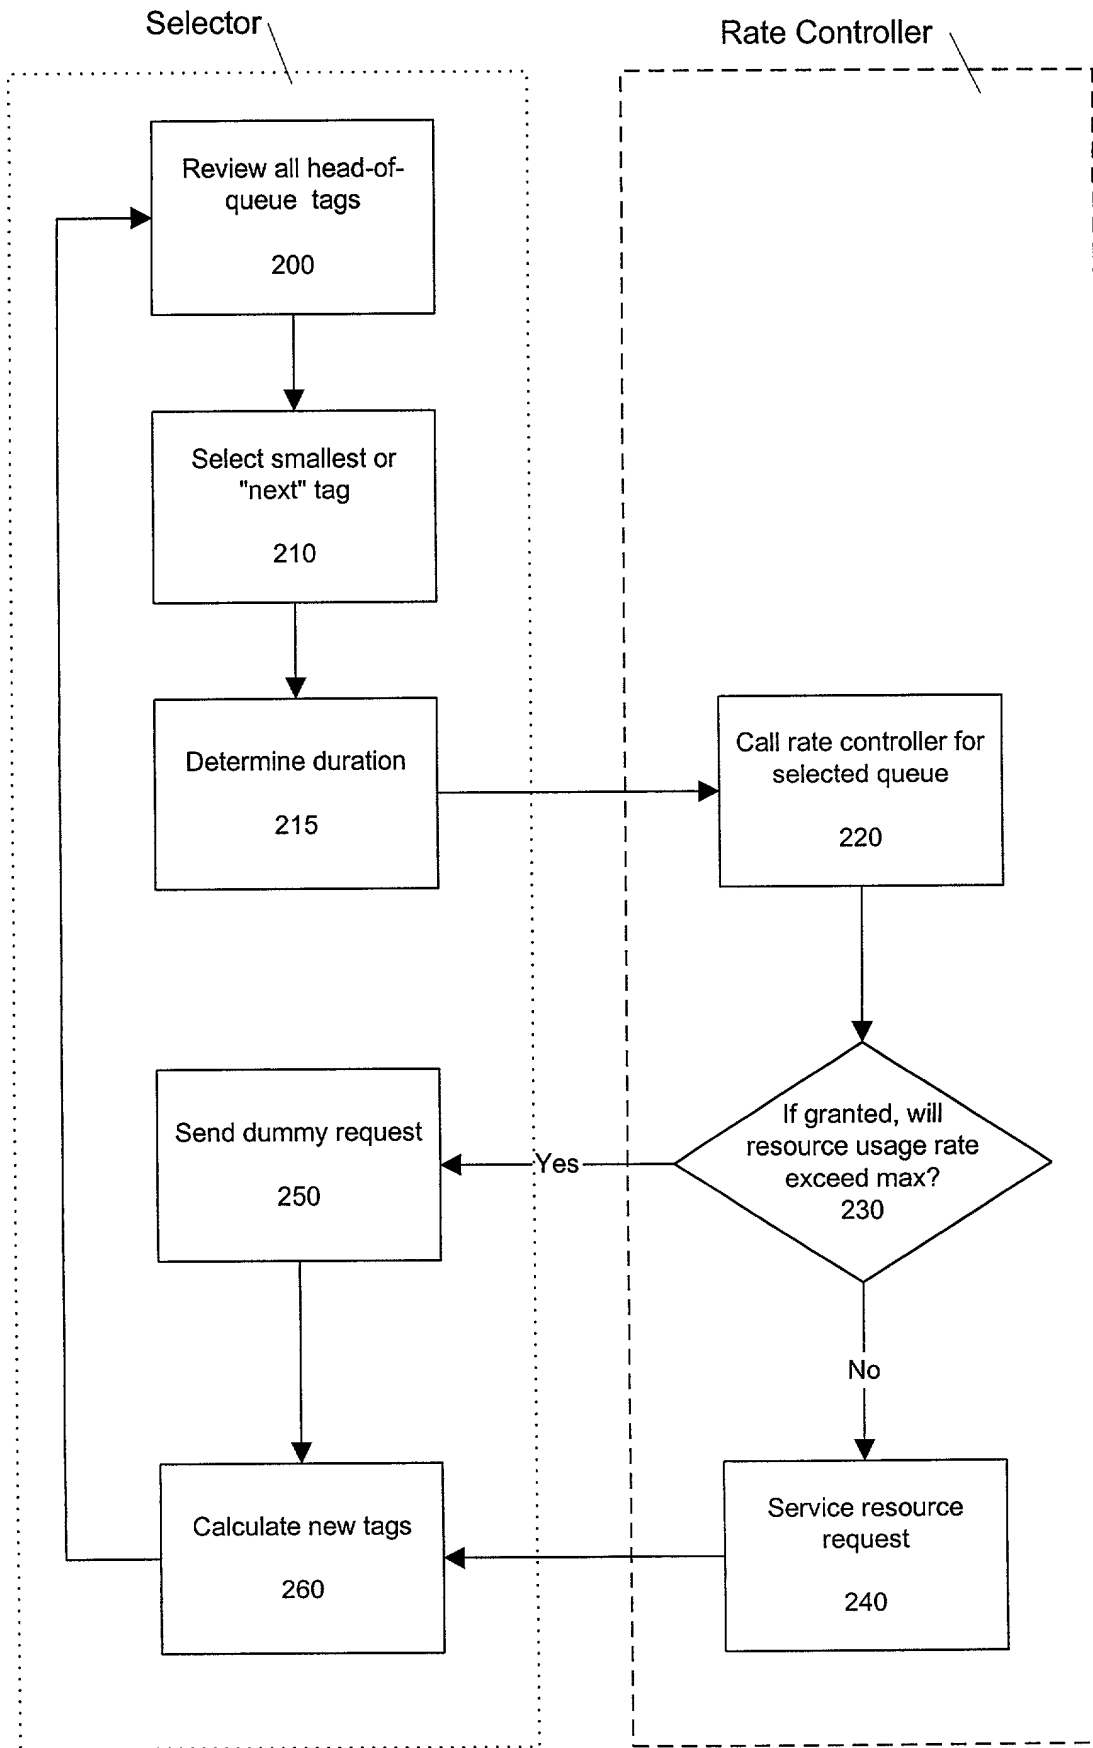 Selector
Rate Controller
Review all head-of-
queue tags
200
Select smallest or
"next" tag
210
Determine duration
215
Call rate controller for
selected queue
220
If granted, will
resource usage rate
exceed max?
230
Yes
Send dummy request
250
No
Calculate new tags
260
Service resource
request
240